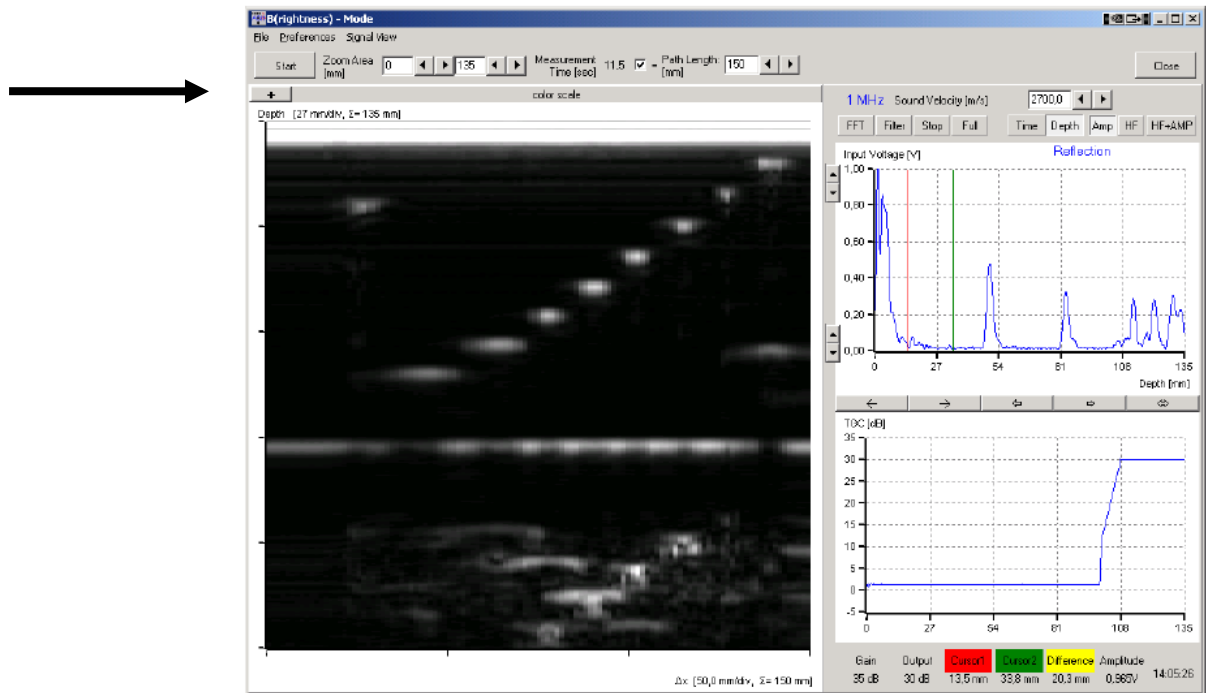 B(rightness) - Mode
File Preferences Signal View
Start Zoom Area [mm] 0 135 Measurement Time [sec] 11.5 = Path Length: [mm] 150 Close
+ color scale
Depth [27 mm/div, Σ= 135 mm]
Δx [50,0 mm/div, Σ= 150 mm]
1 MHz Sound Velocity [m/s] 2700,0
FFT Filter Stop Full Time Depth Amp HF HF+AMP
Input Voltage [V] Reflection
1,00
0,80
0,60
0,40
0,20
0,00
0 27 54 81 108 135
Depth [mm]
TGC [dB]
35
30
25
20
15
10
5
0
-5
0 27 54 81 108 135
Gain Output Cursor1 Cursor2 Difference Amplitude
35 dB 30 dB 13,5 mm 33,8 mm 20,3 mm 0,965V 14:05:26